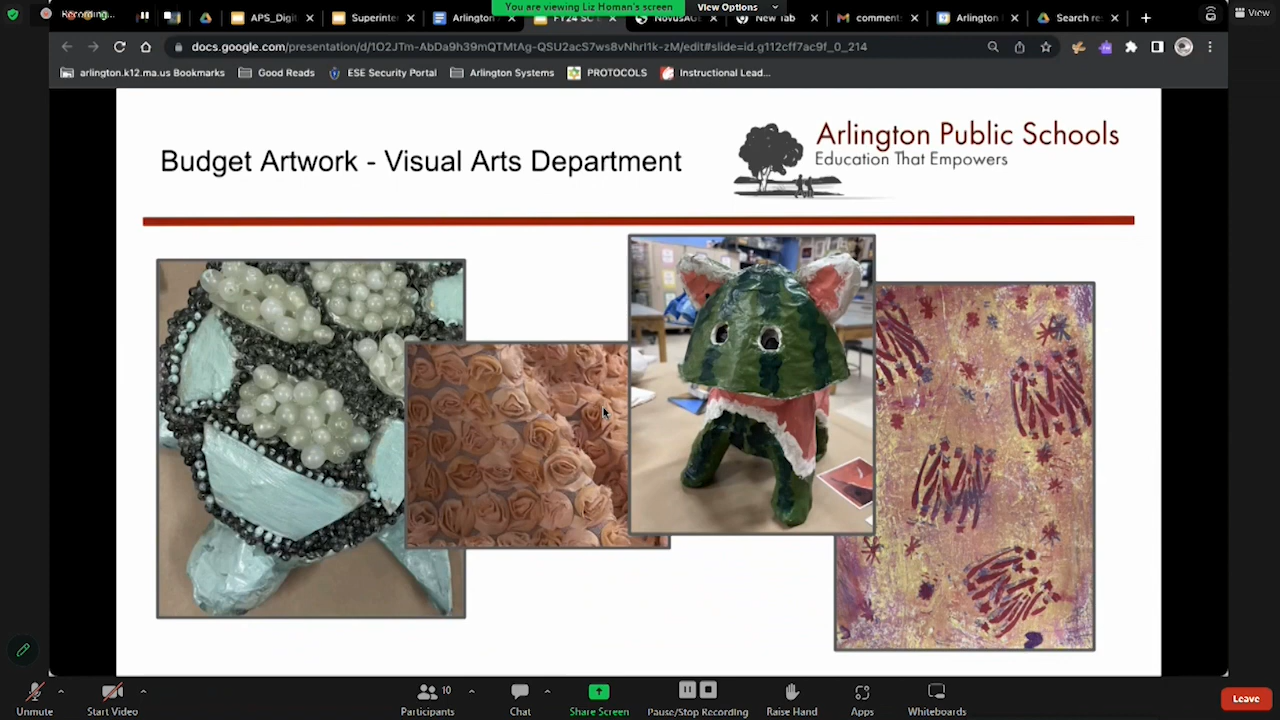 Recording...
You are viewing Liz Homan's screen
View Options
View
APS_Digit
Superinte
Arlington
FY24 SC
NovusAG
New Tab
comment
Arlington
Search re
docs.google.com/presentation/d/1O2JTm-AbDa9h39mQTMtAg-QSU2acS7ws8vNhrI1k-zM/edit#slide=id.g112cff7ac9f_0_214
arlington.k12.ma.us Bookmarks
Good Reads
ESE Security Portal
Arlington Systems
PROTOCOLS
Instructional Lead...
Arlington Public Schools
Education That Empowers
Budget Artwork - Visual Arts Department
Unmute
Start Video
Participants
10
Chat
Share Screen
Pause/Stop Recording
Raise Hand
Apps
Whiteboards
Leave